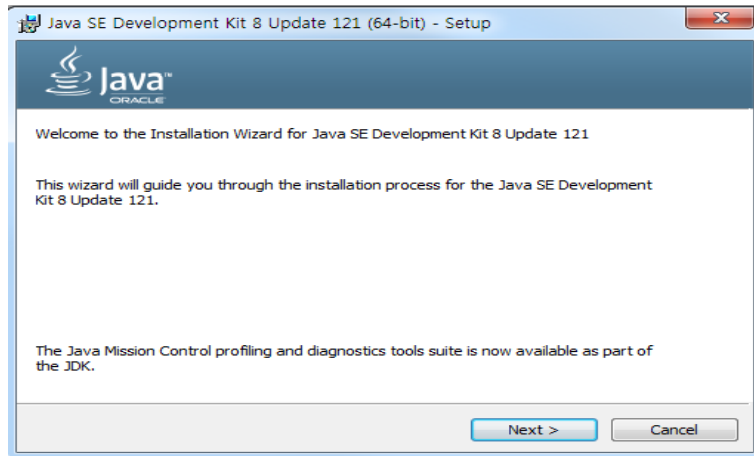 Java SE Development Kit 8 Update 121 (64-bit) - Setup
Java™
ORACLE
Welcome to the Installation Wizard for Java SE Development Kit 8 Update 121
This wizard will guide you through the installation process for the Java SE Development
Kit 8 Update 121.
The Java Mission Control profiling and diagnostics tools suite is now available as part of
the JDK.
Next > Cancel